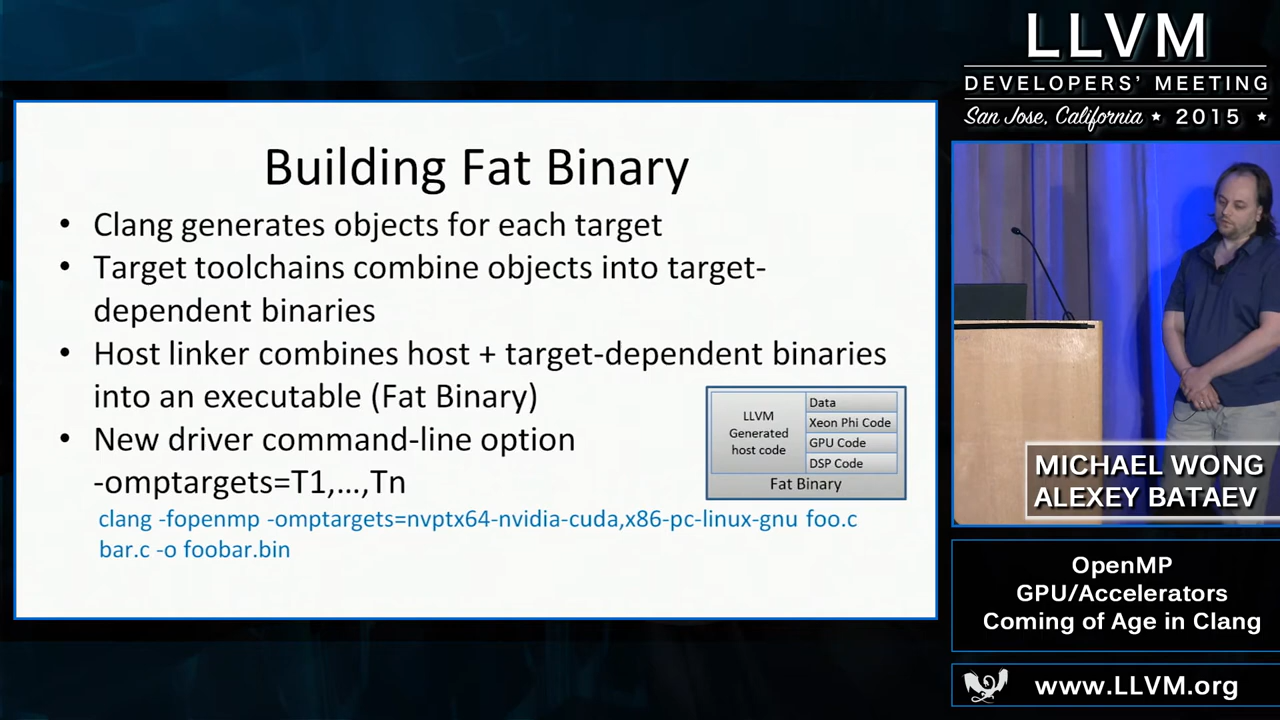 LLVM
DEVELOPERS' MEETING
San Jose, California ★ 2015 ★
Building Fat Binary
• Clang generates objects for each target
• Target toolchains combine objects into target-
dependent binaries
• Host linker combines host + target-dependent binaries
into an executable (Fat Binary)
• New driver command-line option
-omptargets=T1,…,Tn
clang -fopenmp -omptargets=nvptx64-nvidia-cuda,x86-pc-linux-gnu foo.c
bar.c -o foobar.bin
LLVM
Generated
host code
Data
Xeon Phi Code
GPU Code
DSP Code
Fat Binary
MICHAEL WONG
ALEXEY BATAEV
OpenMP
GPU/Accelerators
Coming of Age in Clang
www.LLVM.org